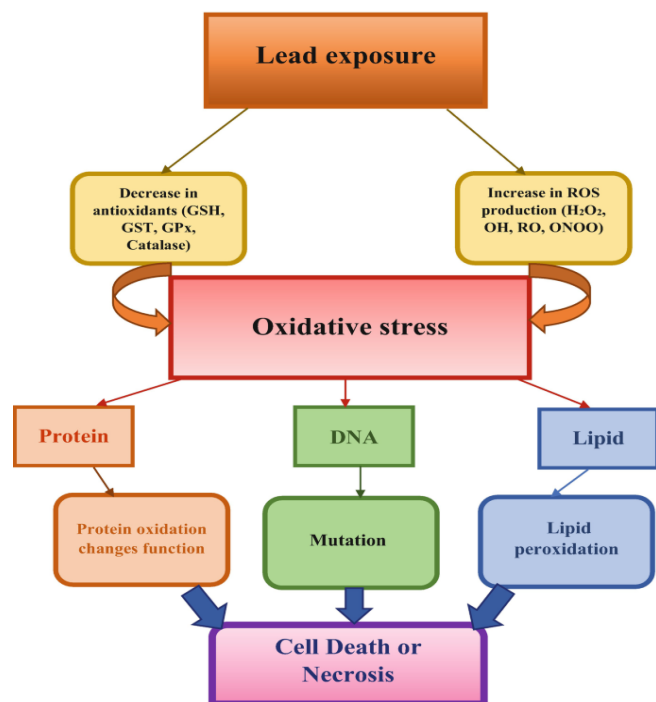 Lead exposure
Decrease in
antioxidants (GSH,
GST, GPx,
Catalase)
Increase in ROS
production (H₂O₂,
OH, RO, ONOO)
Oxidative stress
Protein
DNA
Lipid
Protein oxidation
changes function
Mutation
Lipid
peroxidation
Cell Death or
Necrosis